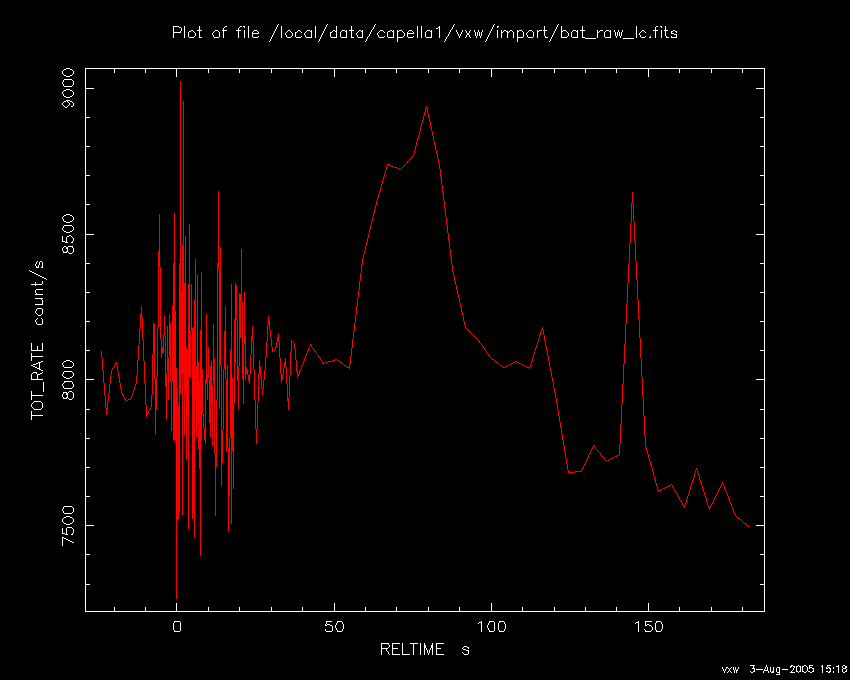 Plot of file /local/data/capella1/vxw/import/bat_raw_lc.fits
9000
8500
8000
7500
TOT_RATE count/s
0 50 100 150
RELTIME s
vxw 3-Aug-2005 15:18